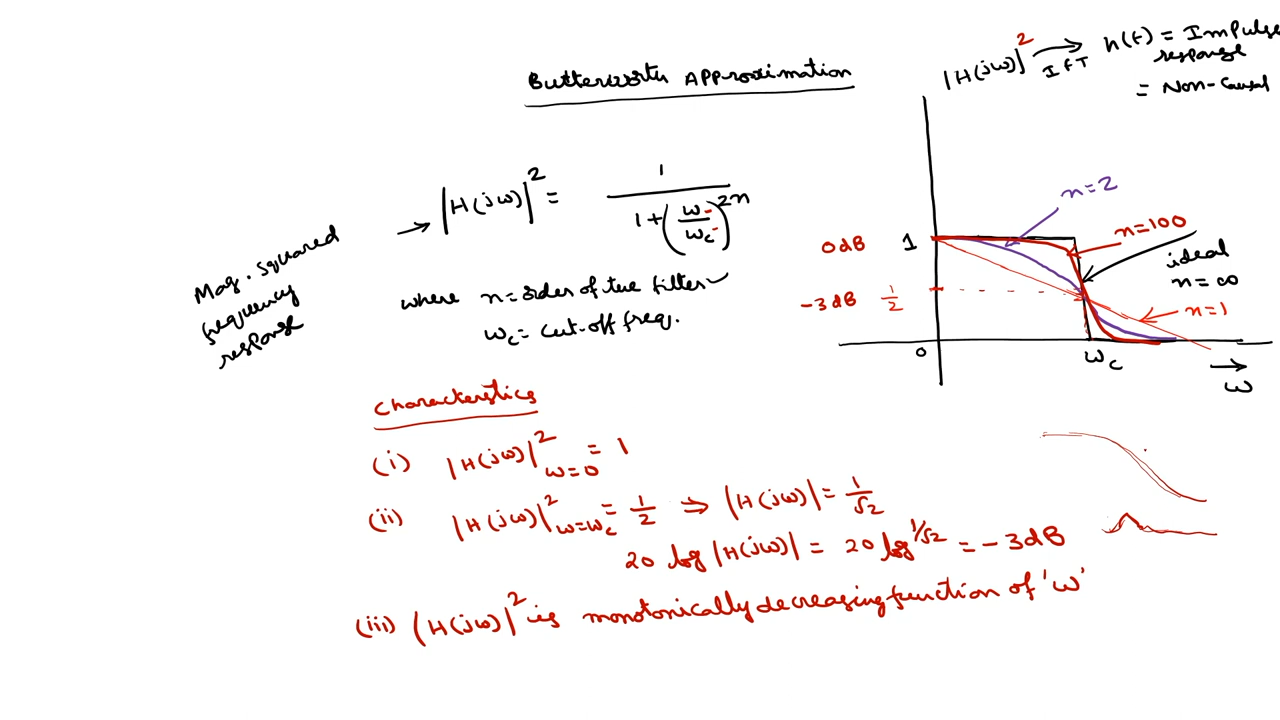 Butterworth Approximation
|H(jω)|² = 1/(1+(ω/ωc)^2n)
Mag. squared
frequency
response
where n = order of the filter
ωc = cut-off freq.
|H(jω)|² → IFT h(t) = Impulse
response
= Non-Causal
n=2
n=100
ideal
n=∞
n=1
0dB 1
-3dB 1/2
0
ωc
ω
Characteristics
(i) |H(jω)|² ω=0 = 1
(ii) |H(jω)|² ω=ωc = 1/2 ⇒ |H(jω)| = 1/√2
20 log |H(jω)| = 20 log 1/√2 = -3dB
(iii) |H(jω)|² is monotonically decreasing function of 'ω'